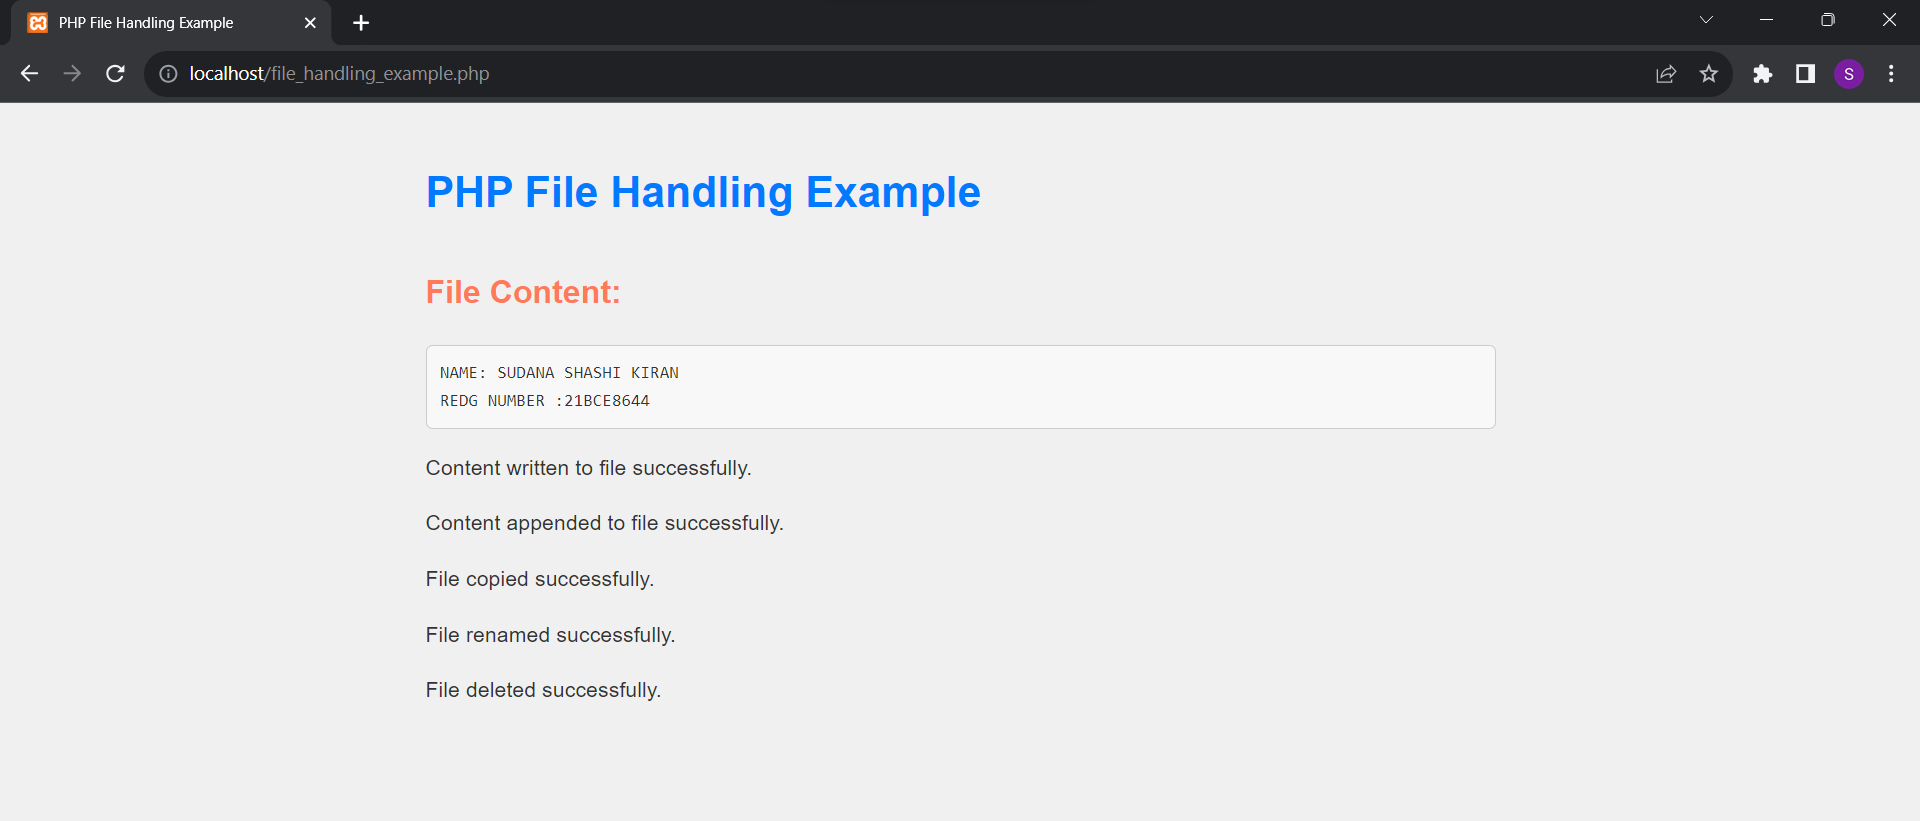 PHP File Handling Example
localhost/file_handling_example.php
S
PHP File Handling Example
File Content:
NAME: SUDANA SHASHI KIRAN
REDG NUMBER :21BCE8644
Content written to file successfully.
Content appended to file successfully.
File copied successfully.
File renamed successfully.
File deleted successfully.